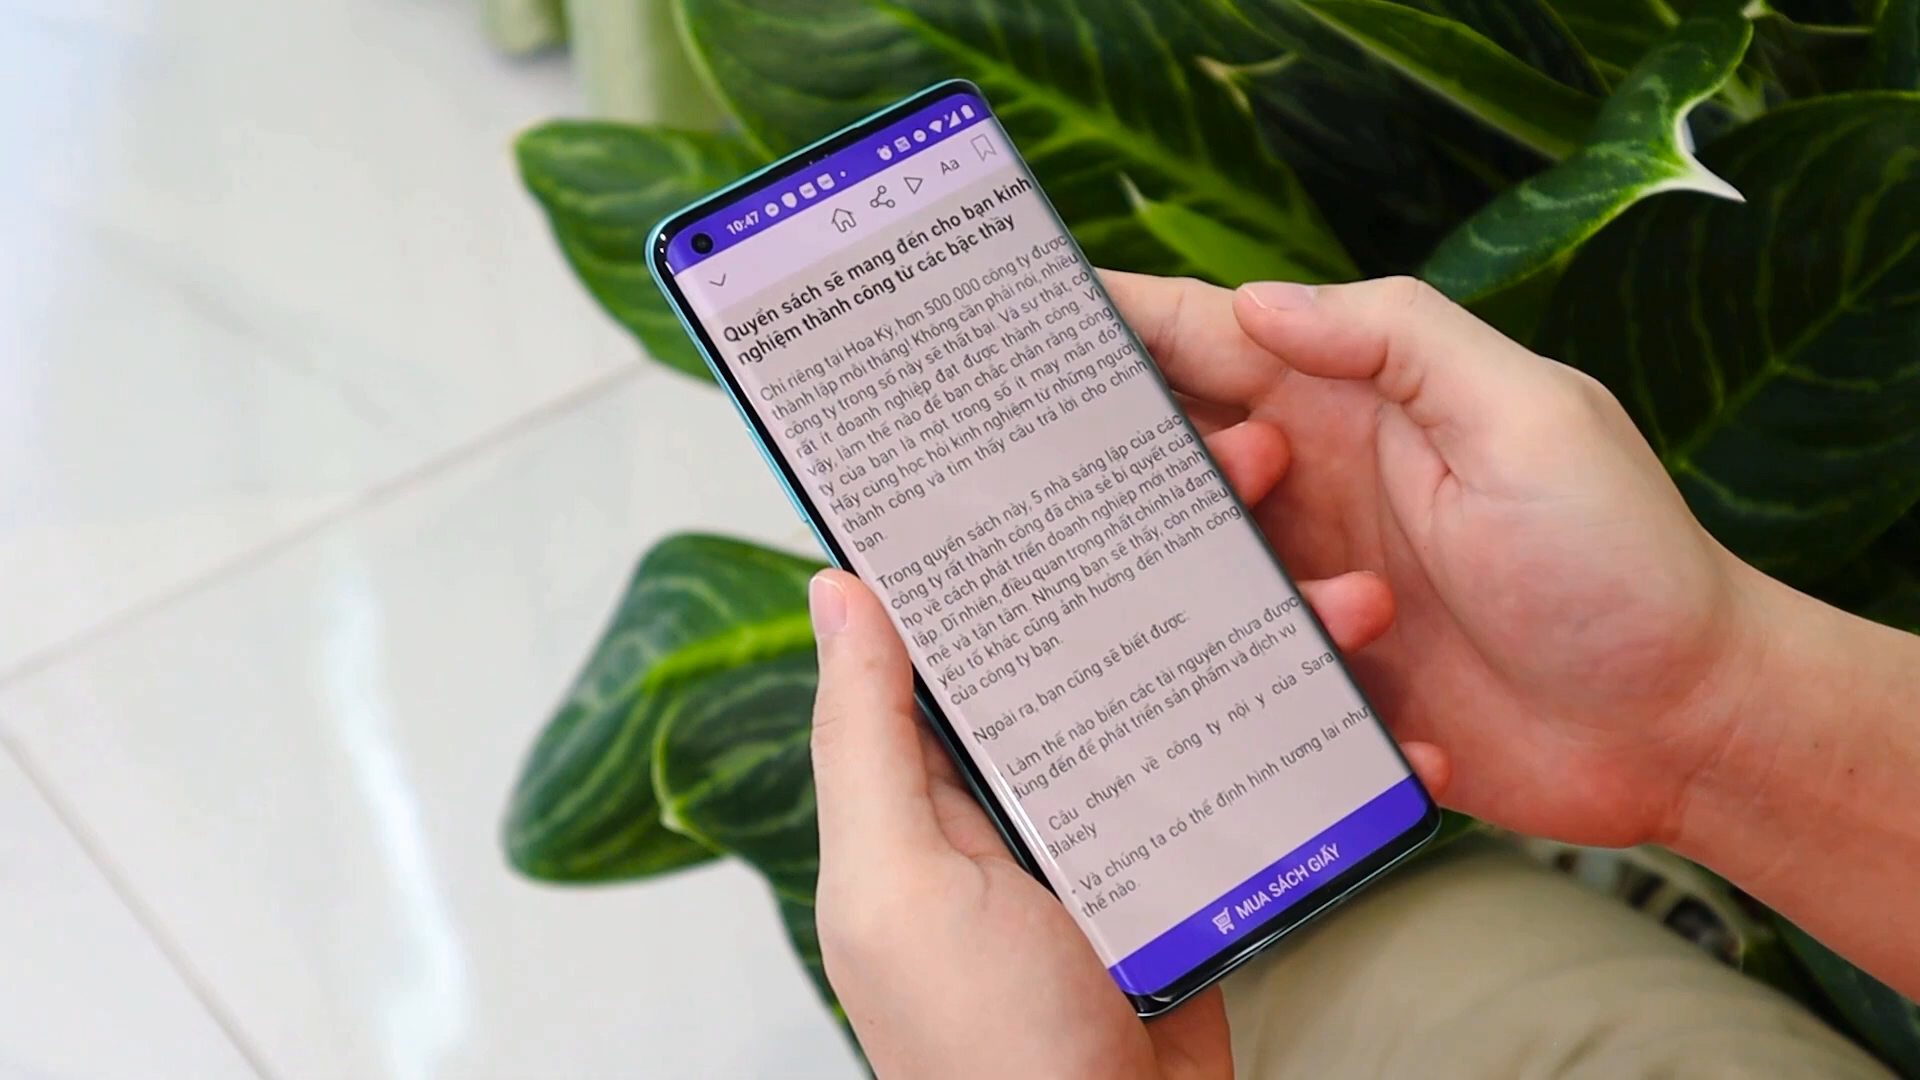 10:47
Aa
Quyển sách sẽ mang đến cho bạn kinh
nghiệm thành công từ các bậc thầy
Chỉ riêng tại Hoa Kỳ, hơn 500 000 công ty được
thành lập mỗi tháng! Không cần phải nói, nhiều
công ty trong số này sẽ thất bại. Và sự thật, có
rất ít doanh nghiệp đạt được thành công. Vì
vậy, làm thế nào để bạn chắc chắn rằng công
ty của bạn là một trong số ít may mắn đó?
Hãy cùng học hỏi kinh nghiệm từ những người
thành công và tìm thấy câu trả lời cho chính
bạn.
Trong quyển sách này, 5 nhà sáng lập của các
công ty rất thành công đã chia sẻ bí quyết của
họ về cách phát triển doanh nghiệp mới thành
lập. Dĩ nhiên, điều quan trọng nhất chính là đam
mê và tận tâm. Nhưng bạn sẽ thấy, còn nhiều
yếu tố khác cũng ảnh hưởng đến thành công
của công ty bạn.
Ngoài ra, bạn cũng sẽ biết được:
Làm thế nào biến các tài nguyên chưa được
dùng đến để phát triển sản phẩm và dịch vụ
Câu chuyện về công ty nội y của Sara
Blakely
· Và chúng ta có thể định hình tương lai như
thế nào.
MUA SÁCH GIẤY